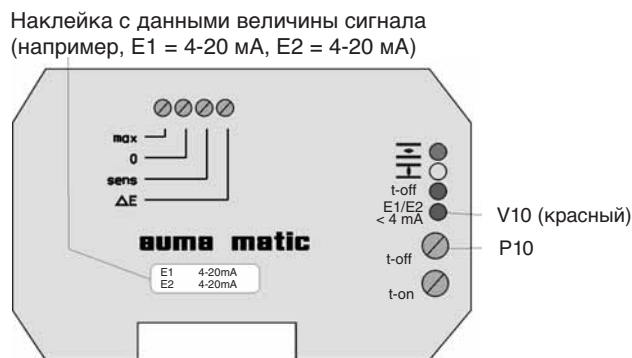 Наклейка с данными величины сигнала
(например, E1 = 4-20 мА, E2 = 4-20 мА)
max
0
sens
ΔE
t-off
E1/E2
< 4 mA
V10 (красный)
P10
t-off
t-on
auma matic
E1 4-20mA
E2 4-20mA